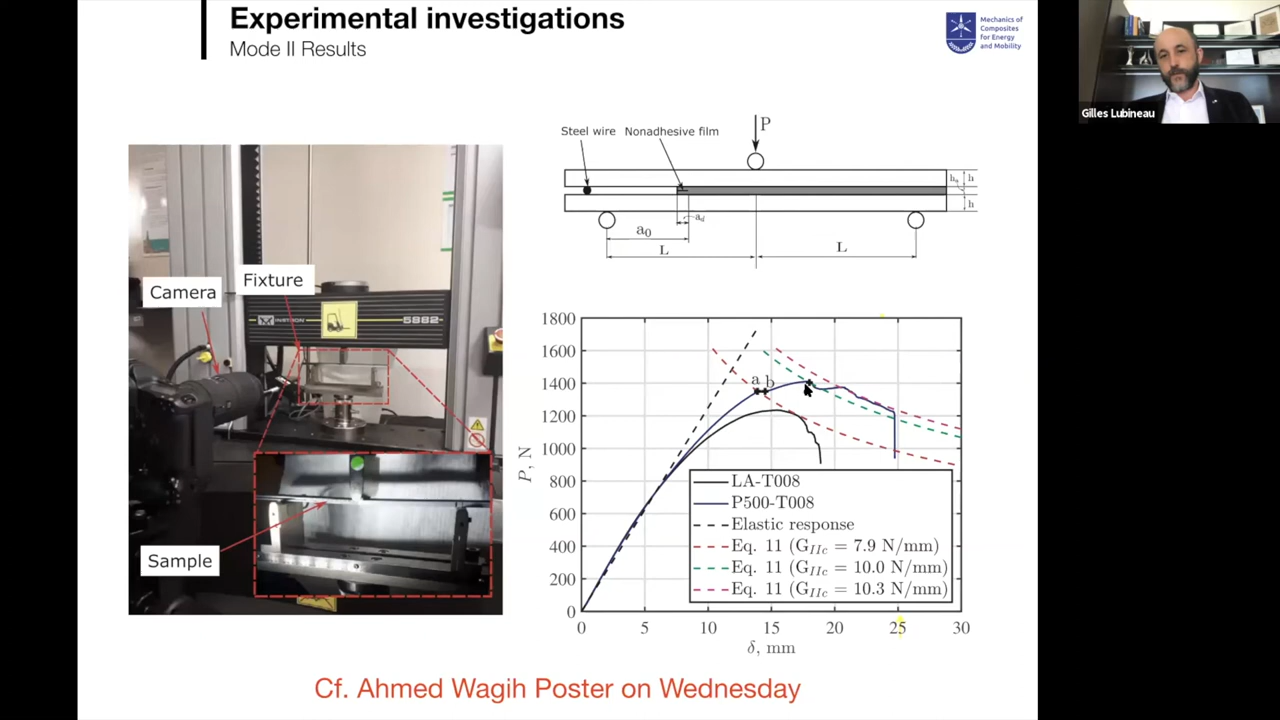 Experimental investigations
Mode II Results
Mechanics of
Composites
for Energy
and Mobility
Gilles Lubineau
Camera
Fixture
INSTRON
5882
Sample
Steel wire
Nonadhesive film
P
h
h
a₀
L
L
1800
1600
1400
1200
1000
800
600
400
200
0
P, N
a b
LA-T008
P500-T008
Elastic response
Eq. 11 (G_IIc = 7.9 N/mm)
Eq. 11 (G_IIc = 10.0 N/mm)
Eq. 11 (G_IIc = 10.3 N/mm)
0 5 10 15 20 25 30
δ, mm
Cf. Ahmed Wagih Poster on Wednesday